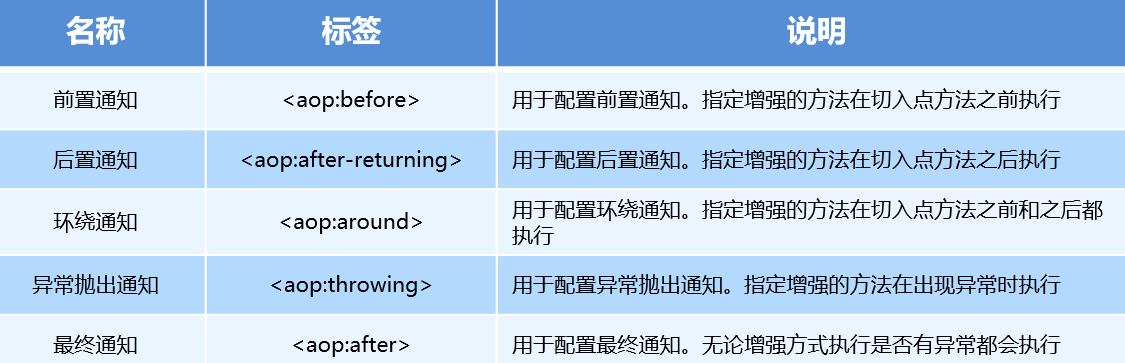 名称 标签 说明
前置通知 <aop:before> 用于配置前置通知。指定增强的方法在切入点方法之前执行
后置通知 <aop:after-returning> 用于配置后置通知。指定增强的方法在切入点方法之后执行
环绕通知 <aop:around> 用于配置环绕通知。指定增强的方法在切入点方法之前和之后都
执行
异常抛出通知 <aop:throwing> 用于配置异常抛出通知。指定增强的方法在出现异常时执行
最终通知 <aop:after> 用于配置最终通知。无论增强方式执行是否有异常都会执行